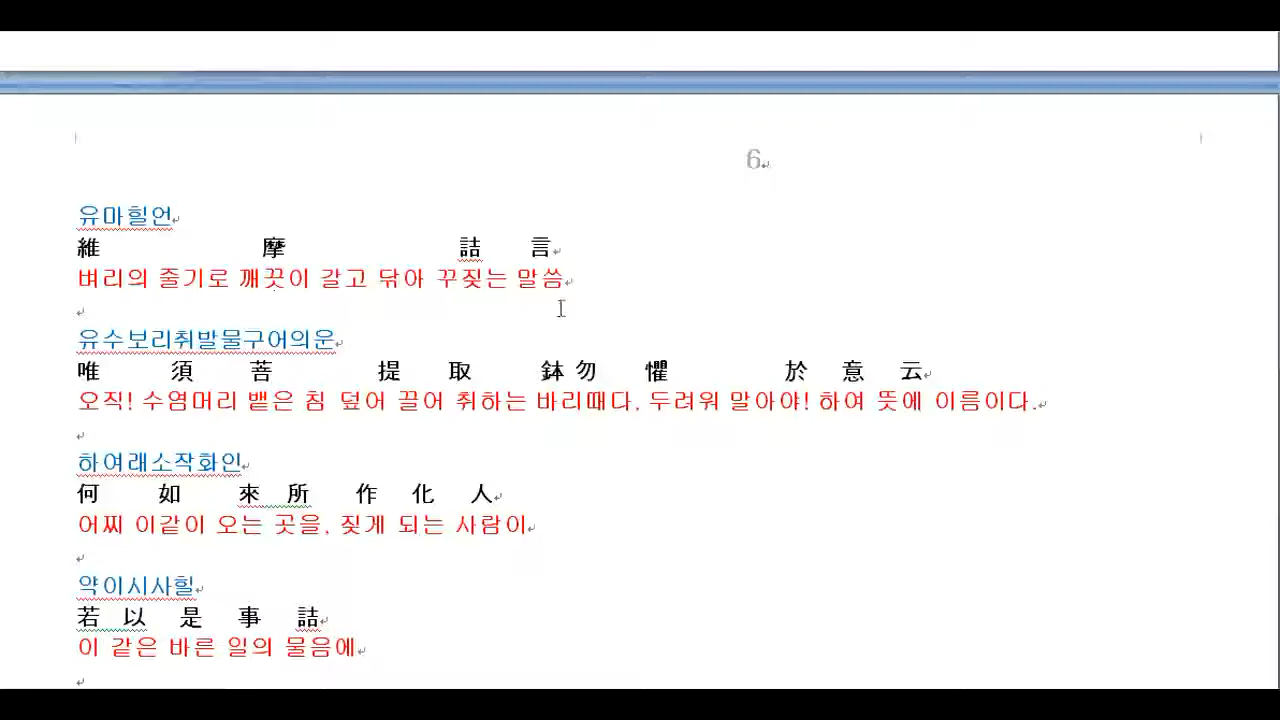 6
유마힐언
維 摩 詰 言
벼리의 줄기로 깨끗이 갈고 닦아 꾸짖는 말씀
유수보리취발물구어의운
唯 須 菩 提 取 鉢 勿 懼 於 意 云
오직! 수염머리 뱉은 침 덮어 끌어 취하는 바리때다. 두려워 말아야! 하여 뜻에 이름이다.
하여래소작화인
何 如 來 所 作 化 人
어찌 이같이 오는 곳을, 짖게 되는 사람이
약이시사힐
若 以 是 事 詰
이 같은 바른 일의 물음에